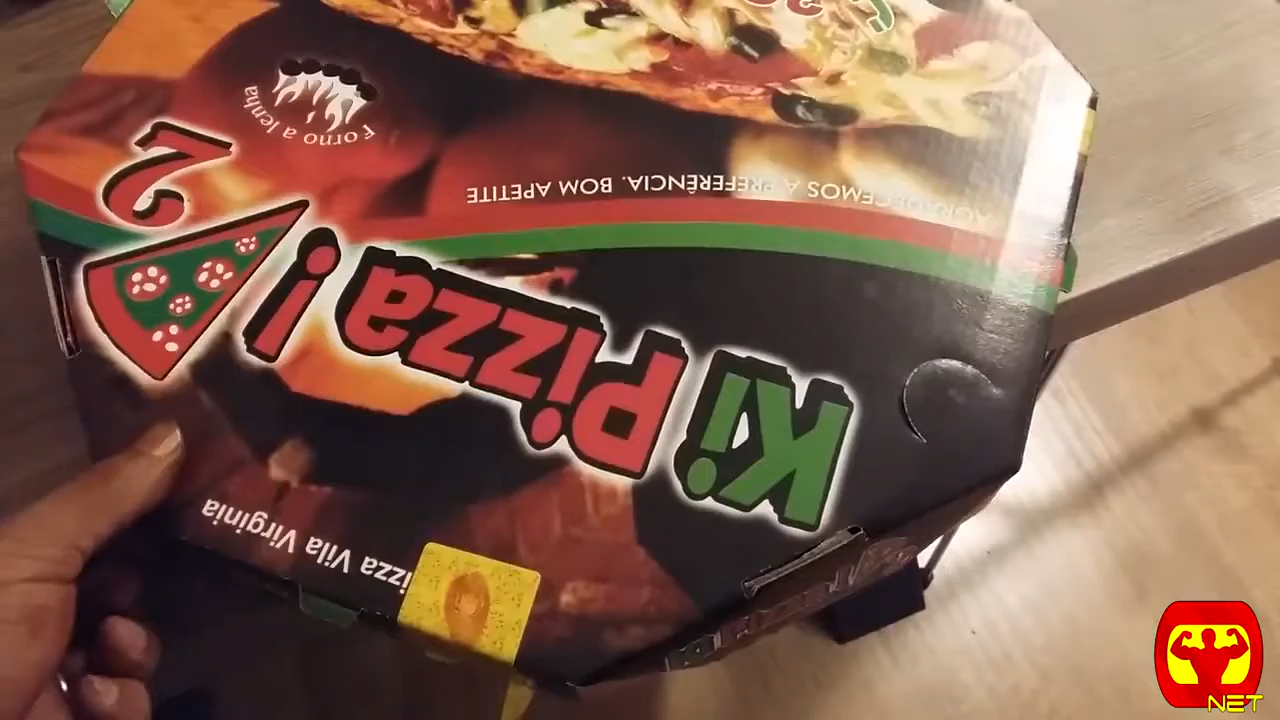 Ki Pizza! 2
Forno a lenha
AGRADECEMOS A PREFERÊNCIA. BOM APETITE
izza Vila Virginia
NET